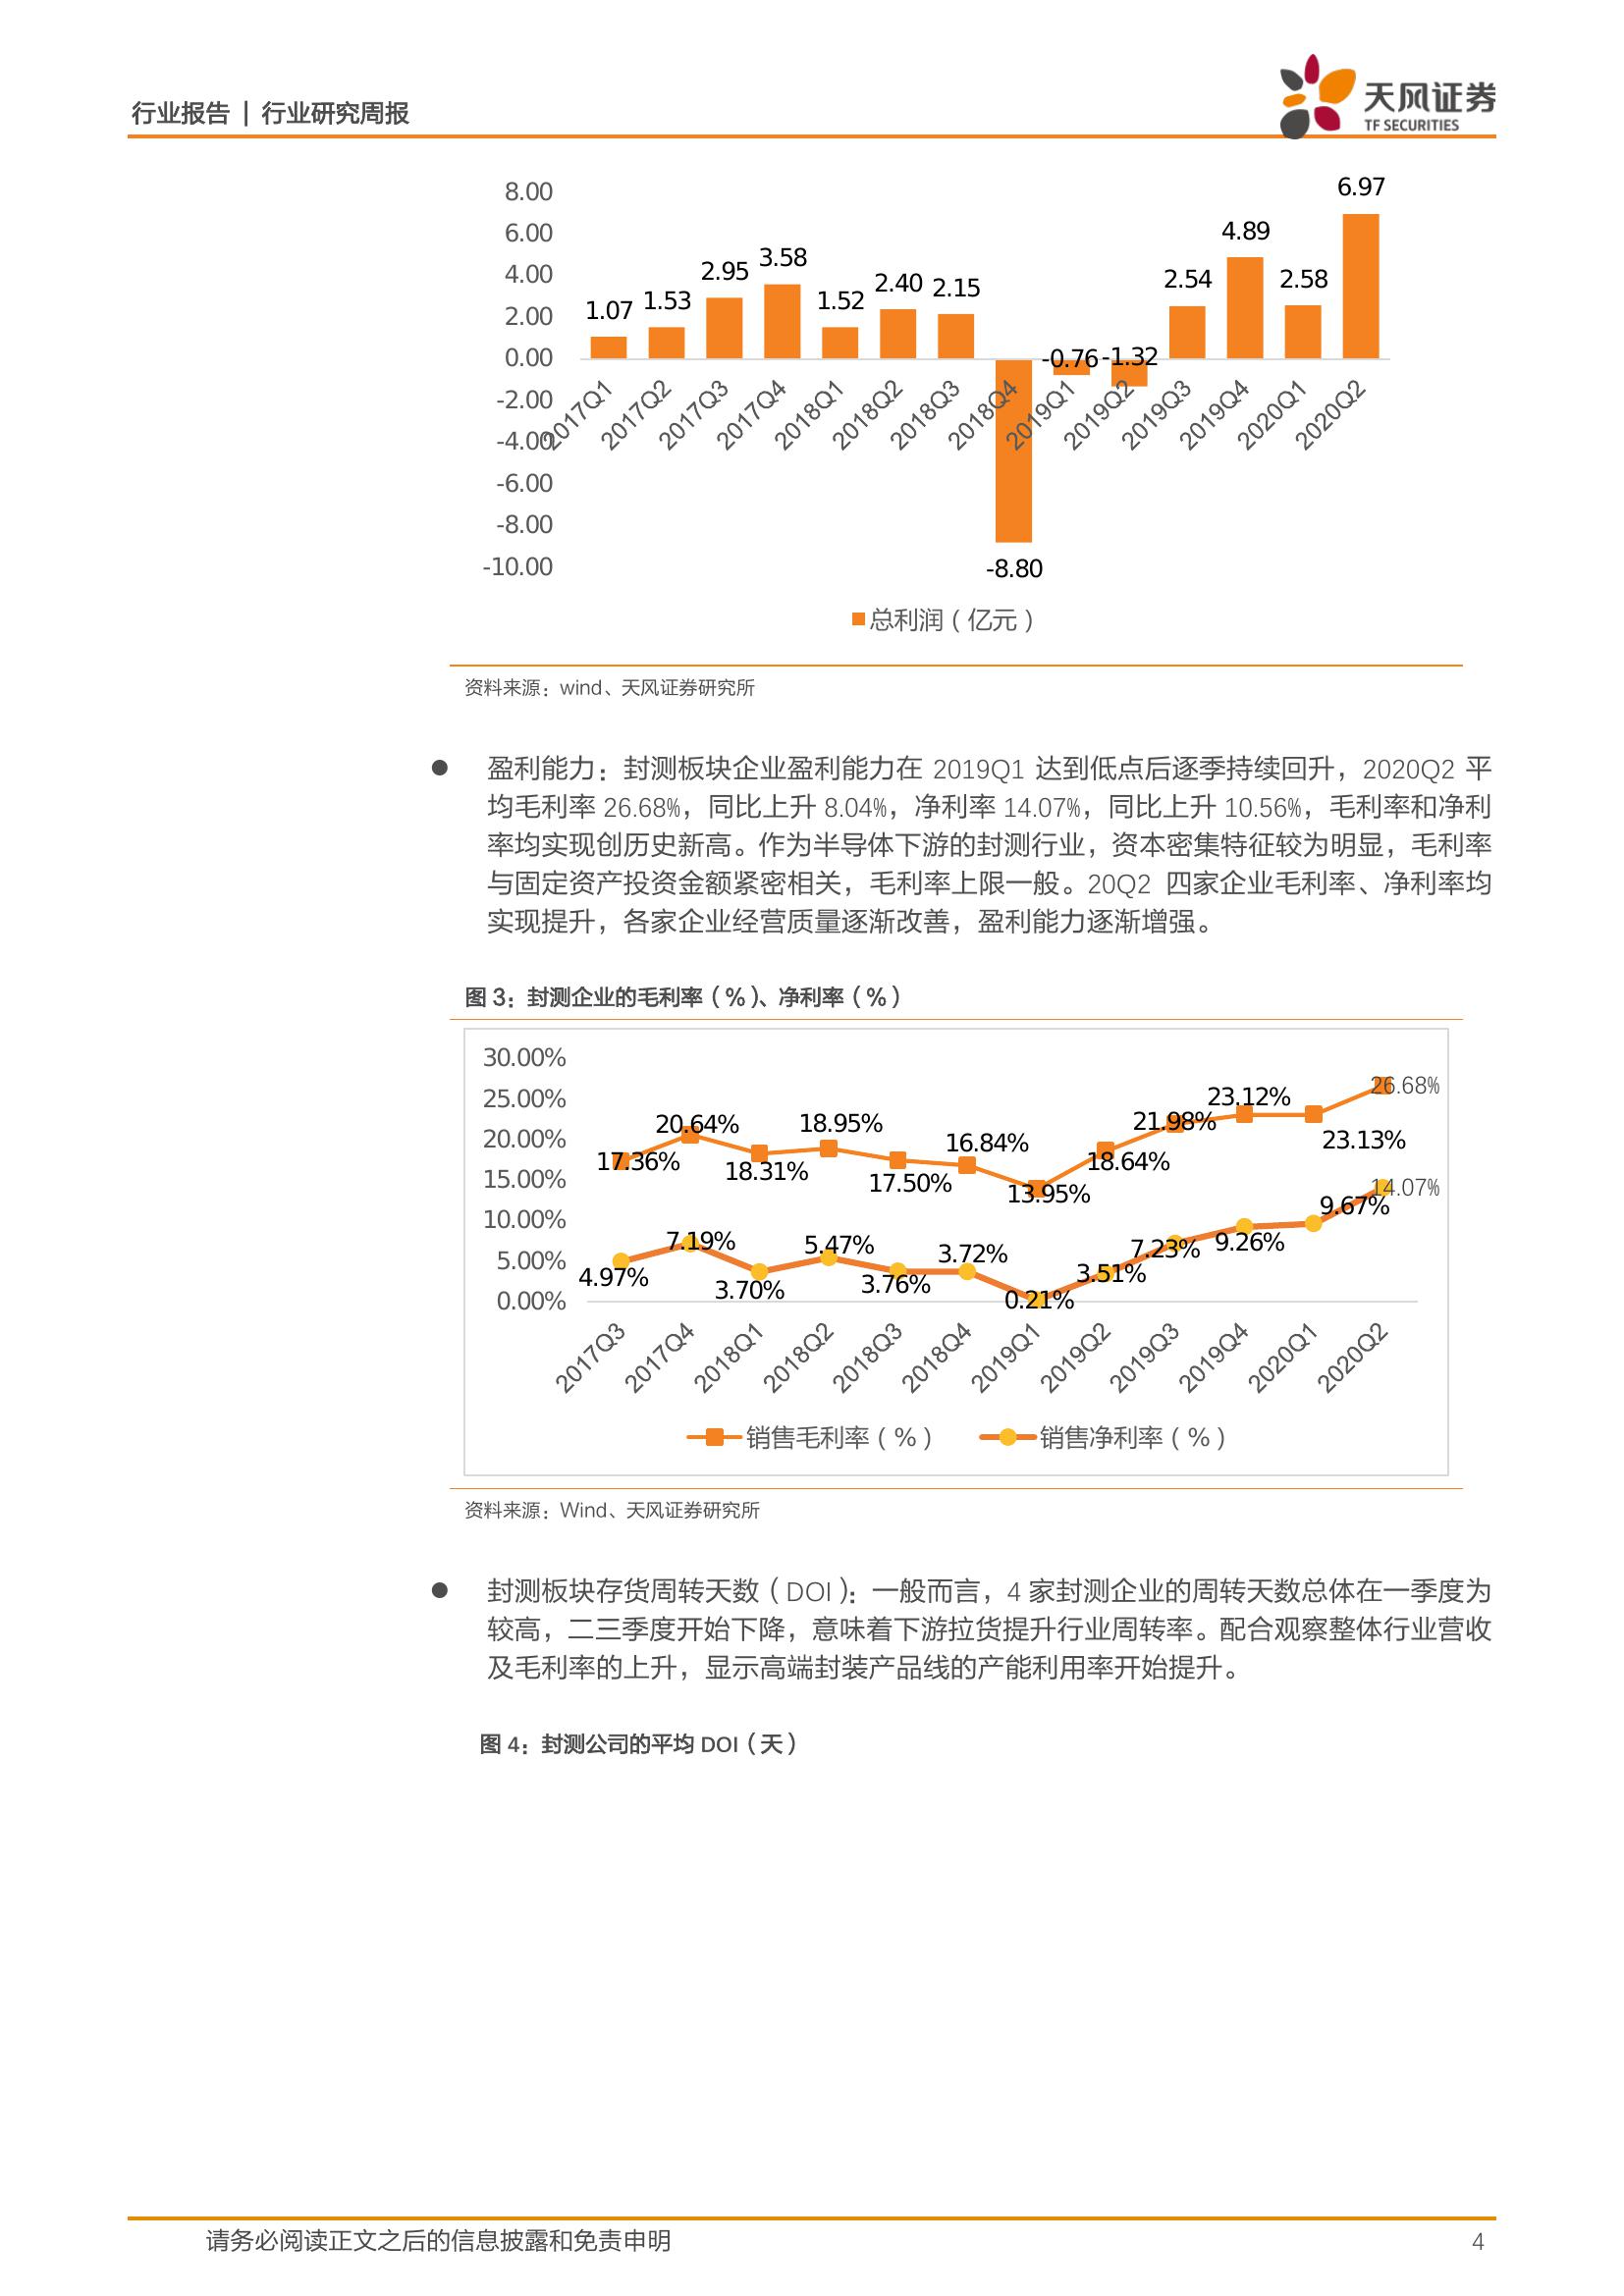 行业报告 | 行业研究周报
天风证券
TF SECURITIES
8.00
6.00
4.00
2.00
0.00
-2.00
-4.00
-6.00
-8.00
-10.00
1.07
1.53
2.95
3.58
1.52
2.40
2.15
-8.80
-0.76
-1.32
2.54
4.89
2.58
6.97
2017Q1
2017Q2
2017Q3
2017Q4
2018Q1
2018Q2
2018Q3
2018Q4
2019Q1
2019Q2
2019Q3
2019Q4
2020Q1
2020Q2
总利润（亿元）
资料来源：wind、天风证券研究所
● 盈利能力：封测板块企业盈利能力在 2019Q1 达到低点后逐季持续回升，2020Q2 平
均毛利率 26.68%，同比上升 8.04%，净利率 14.07%，同比上升 10.56%，毛利率和净利
率均实现创历史新高。作为半导体下游的封测行业，资本密集特征较为明显，毛利率
与固定资产投资金额紧密相关，毛利率上限一般。20Q2 四家企业毛利率、净利率均
实现提升，各家企业经营质量逐渐改善，盈利能力逐渐增强。
图 3：封测企业的毛利率（%）、净利率（%）
30.00%
25.00%
20.00%
15.00%
10.00%
5.00%
0.00%
17.36%
20.64%
18.31%
18.95%
17.50%
16.84%
13.95%
18.64%
21.98%
23.12%
23.13%
26.68%
4.97%
7.19%
3.70%
5.47%
3.76%
3.72%
0.21%
3.51%
7.23%
9.26%
9.67%
14.07%
2017Q3
2017Q4
2018Q1
2018Q2
2018Q3
2018Q4
2019Q1
2019Q2
2019Q3
2019Q4
2020Q1
2020Q2
销售毛利率（%）
销售净利率（%）
资料来源：Wind、天风证券研究所
● 封测板块存货周转天数（DOI）：一般而言，4 家封测企业的周转天数总体在一季度为
较高，二三季度开始下降，意味着下游拉货提升行业周转率。配合观察整体行业营收
及毛利率的上升，显示高端封装产品线的产能利用率开始提升。
图 4：封测公司的平均 DOI（天）
请务必阅读正文之后的信息披露和免责申明
4